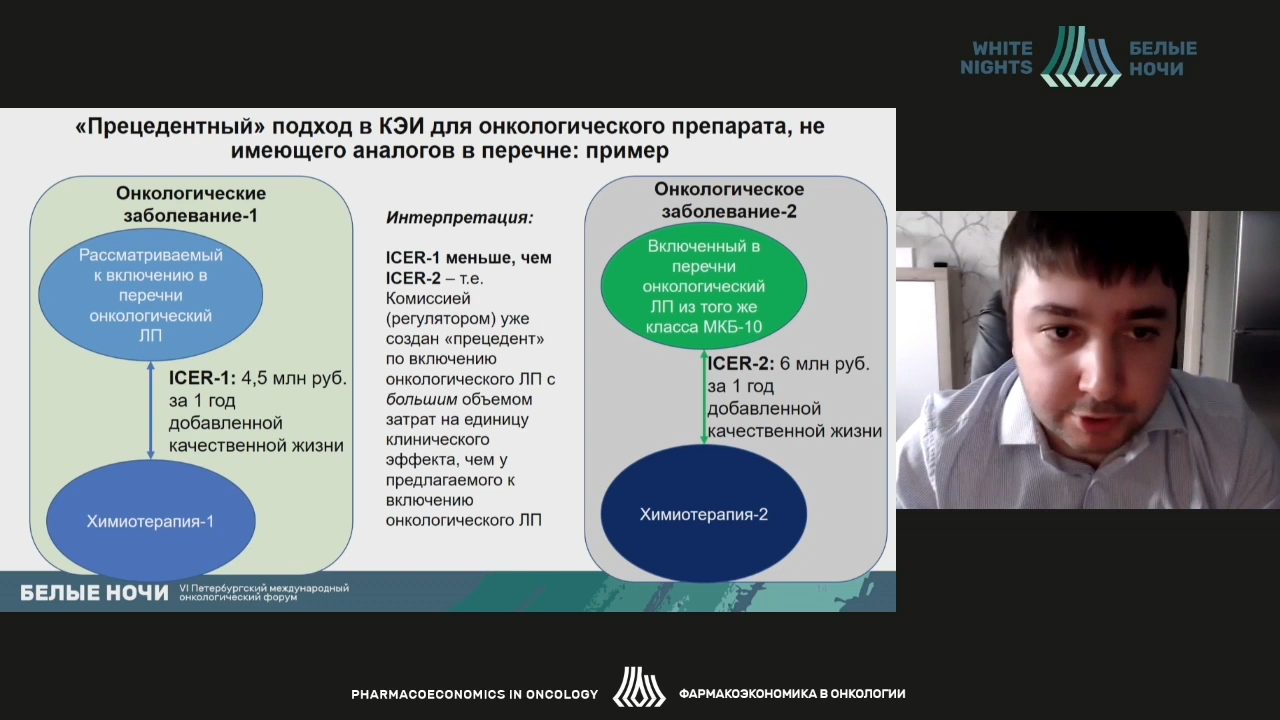 WHITE
NIGHTS
БЕЛЫЕ
НОЧИ
«Прецедентный» подход в КЭИ для онкологического препарата, не
имеющего аналогов в перечне: пример
Онкологические
заболевание-1
Рассматриваемый
к включению в
перечни
онкологический
ЛП
ICER-1: 4,5 млн руб.
за 1 год
добавленной
качественной жизни
Химиотерапия-1
Интерпретация:
ICER-1 меньше, чем
ICER-2 – т.е.
Комиссией
(регулятором) уже
создан «прецедент»
по включению
онкологического ЛП с
большим объемом
затрат на единицу
клинического
эффекта, чем у
предлагаемого к
включению
онкологического ЛП
Онкологическое
заболевание-2
Включенный в
перечни
онкологический
ЛП из того же
класса МКБ-10
ICER-2: 6 млн руб.
за 1 год
добавленной
качественной жизни
Химиотерапия-2
БЕЛЫЕ НОЧИ
VI Петербургский международный
онкологический форум
PHARMACOECONOMICS IN ONCOLOGY
ФАРМАКОЭКОНОМИКА В ОНКОЛОГИИ